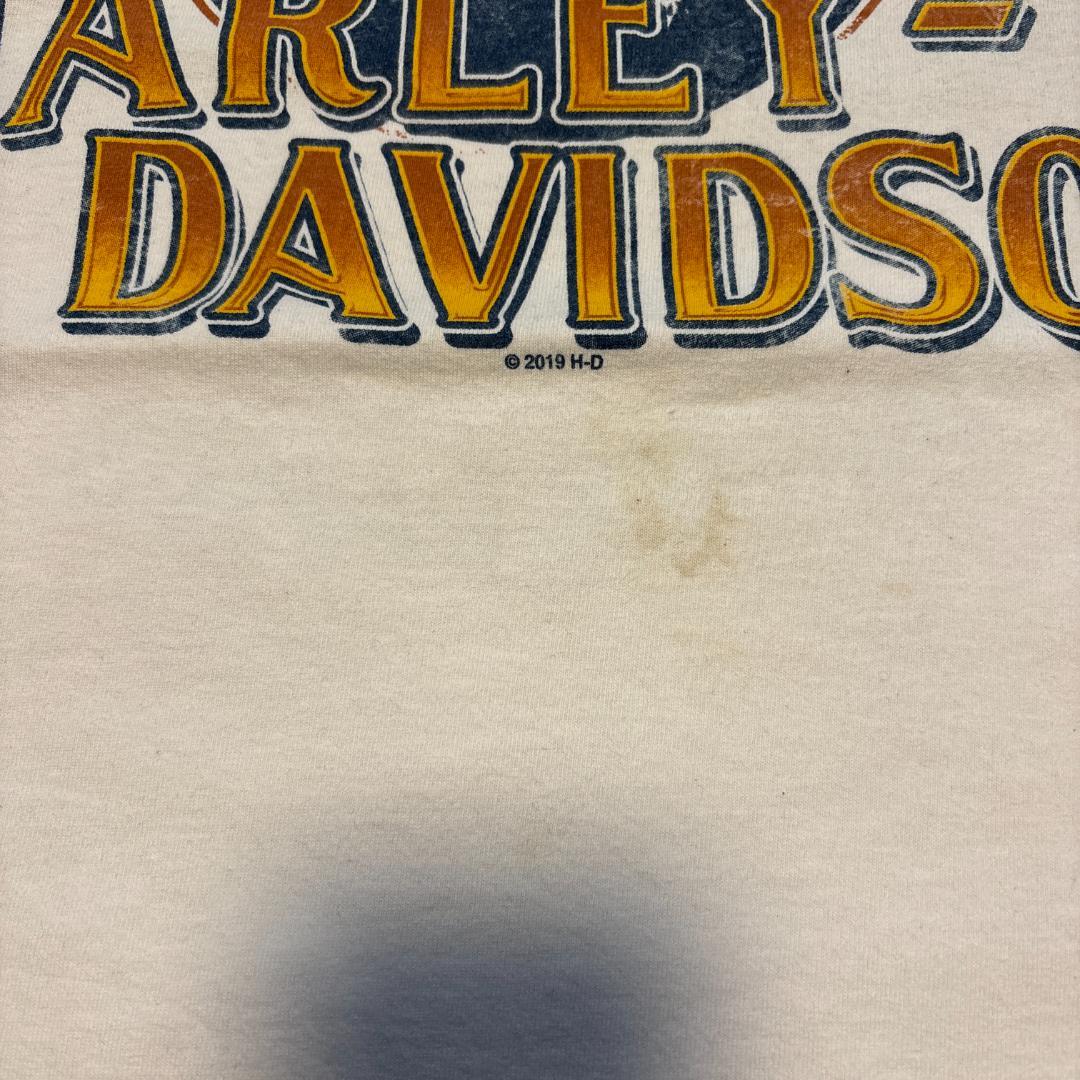 ARLEY-
DAVIDSO
© 2019 H-D